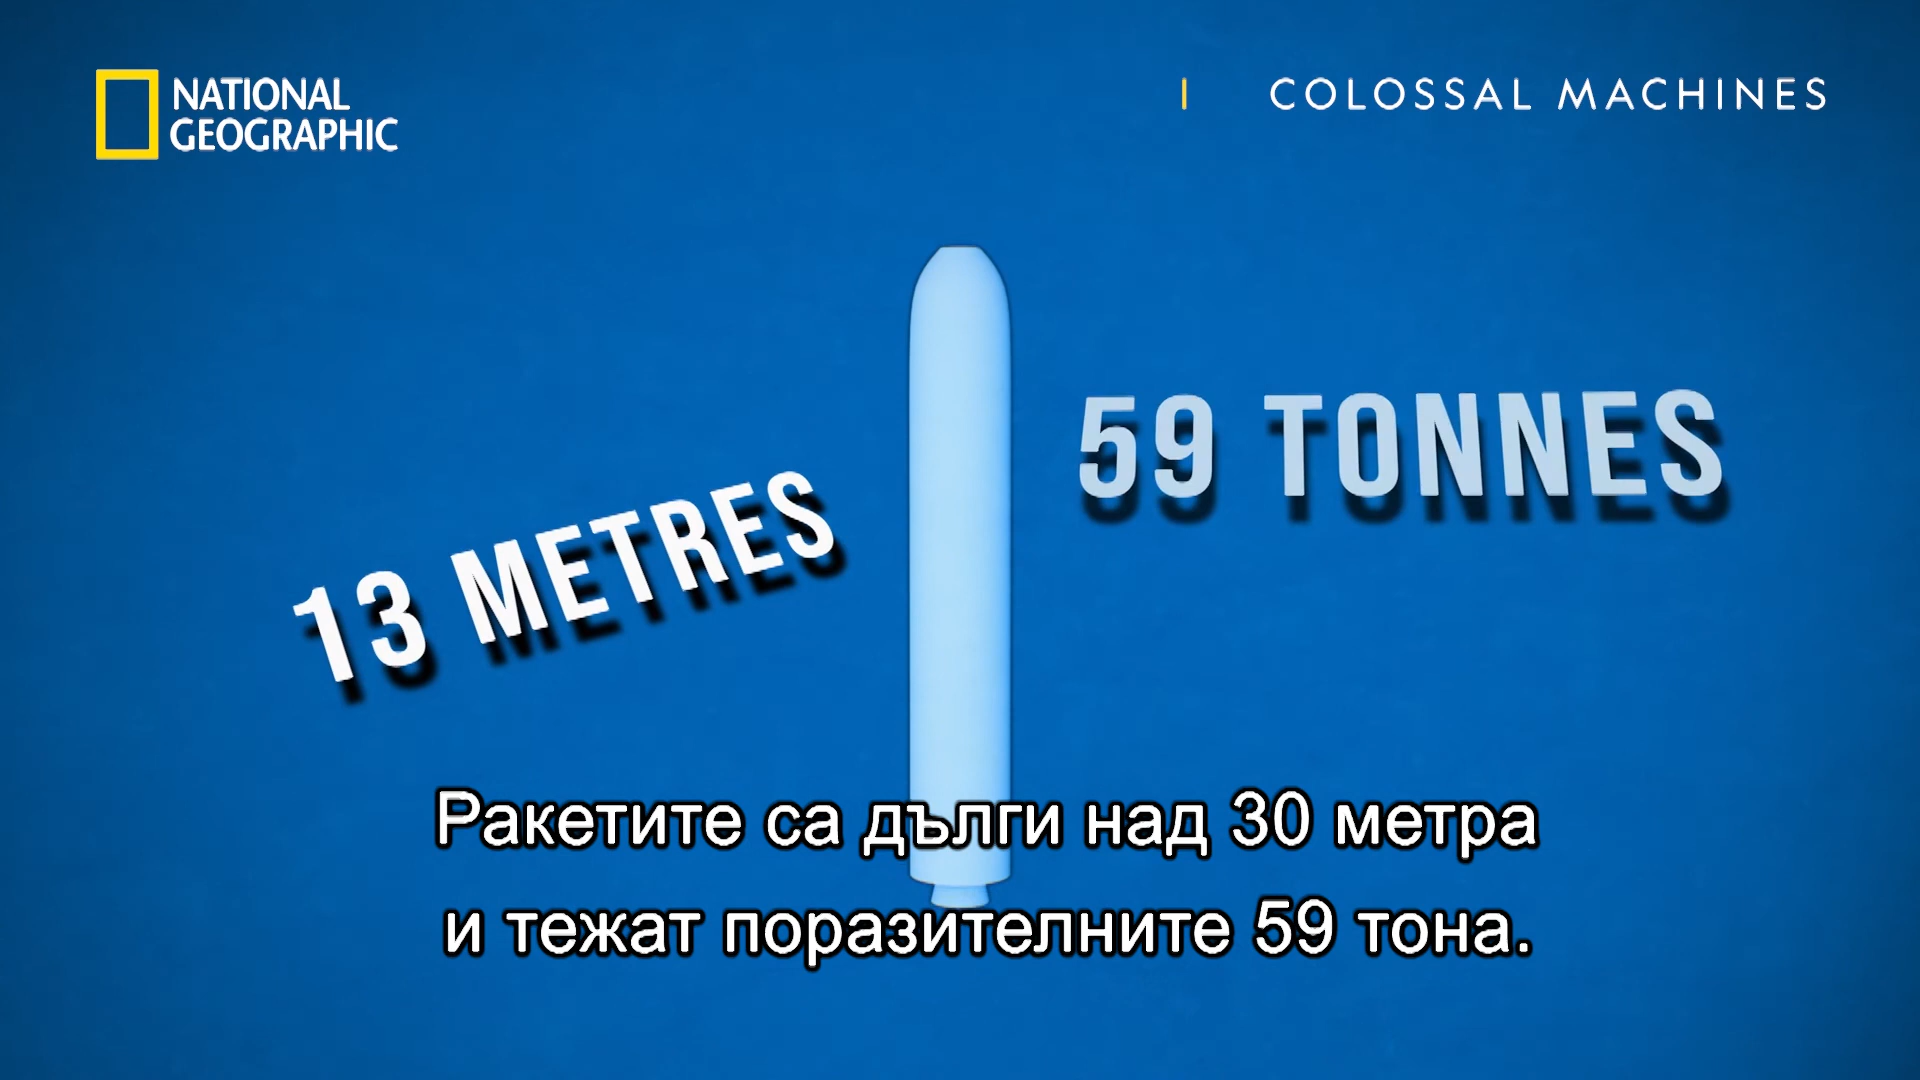 NATIONAL
GEOGRAPHIC
COLOSSAL MACHINES
59 TONNES
13 METRES
Ракетите са дълги над 30 метра
и тежат поразителните 59 тона.